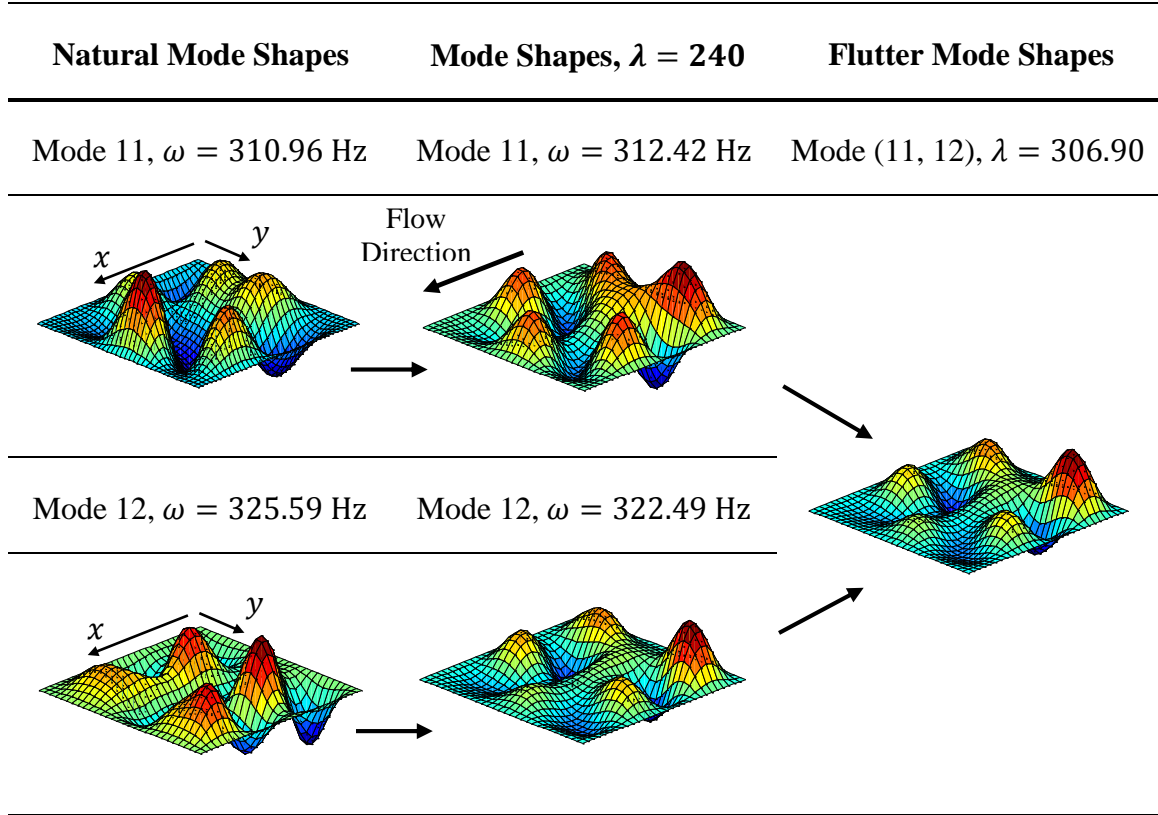 Natural Mode Shapes Mode Shapes, λ = 240 Flutter Mode Shapes
Mode 11, ω = 310.96 Hz Mode 11, ω = 312.42 Hz Mode (11, 12), λ = 306.90
x y
Flow
Direction
Mode 12, ω = 325.59 Hz Mode 12, ω = 322.49 Hz
x y